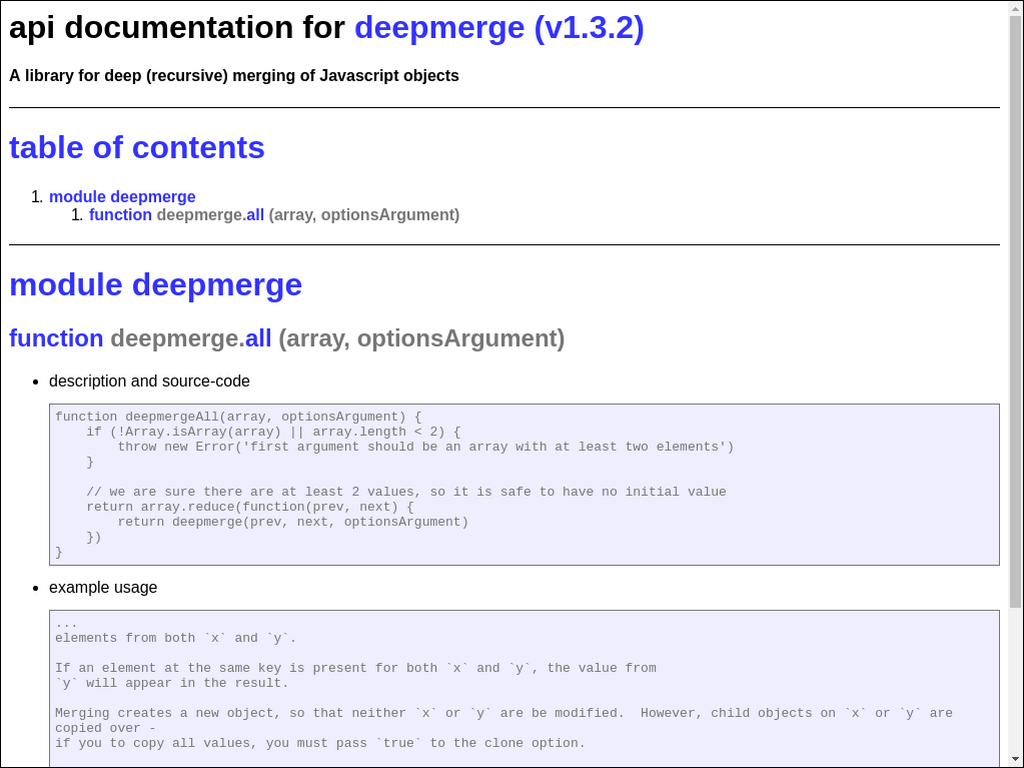 api documentation for deepmerge (v1.3.2)
A library for deep (recursive) merging of Javascript objects
table of contents
1. module deepmerge
1. function deepmerge.all (array, optionsArgument)
module deepmerge
function deepmerge.all (array, optionsArgument)
• description and source-code
function deepmergeAll(array, optionsArgument) {
    if (!Array.isArray(array) || array.length < 2) {
        throw new Error('first argument should be an array with at least two elements')
    }

    // we are sure there are at least 2 values, so it is safe to have no initial value
    return array.reduce(function(prev, next) {
        return deepmerge(prev, next, optionsArgument)
    })
}
• example usage
...
elements from both `x` and `y`.

If an element at the same key is present for both `x` and `y`, the value from
`y` will appear in the result.

Merging creates a new object, so that neither `x` or `y` are be modified.  However, child objects on `x` or `y` are
copied over -
if you to copy all values, you must pass `true` to the clone option.